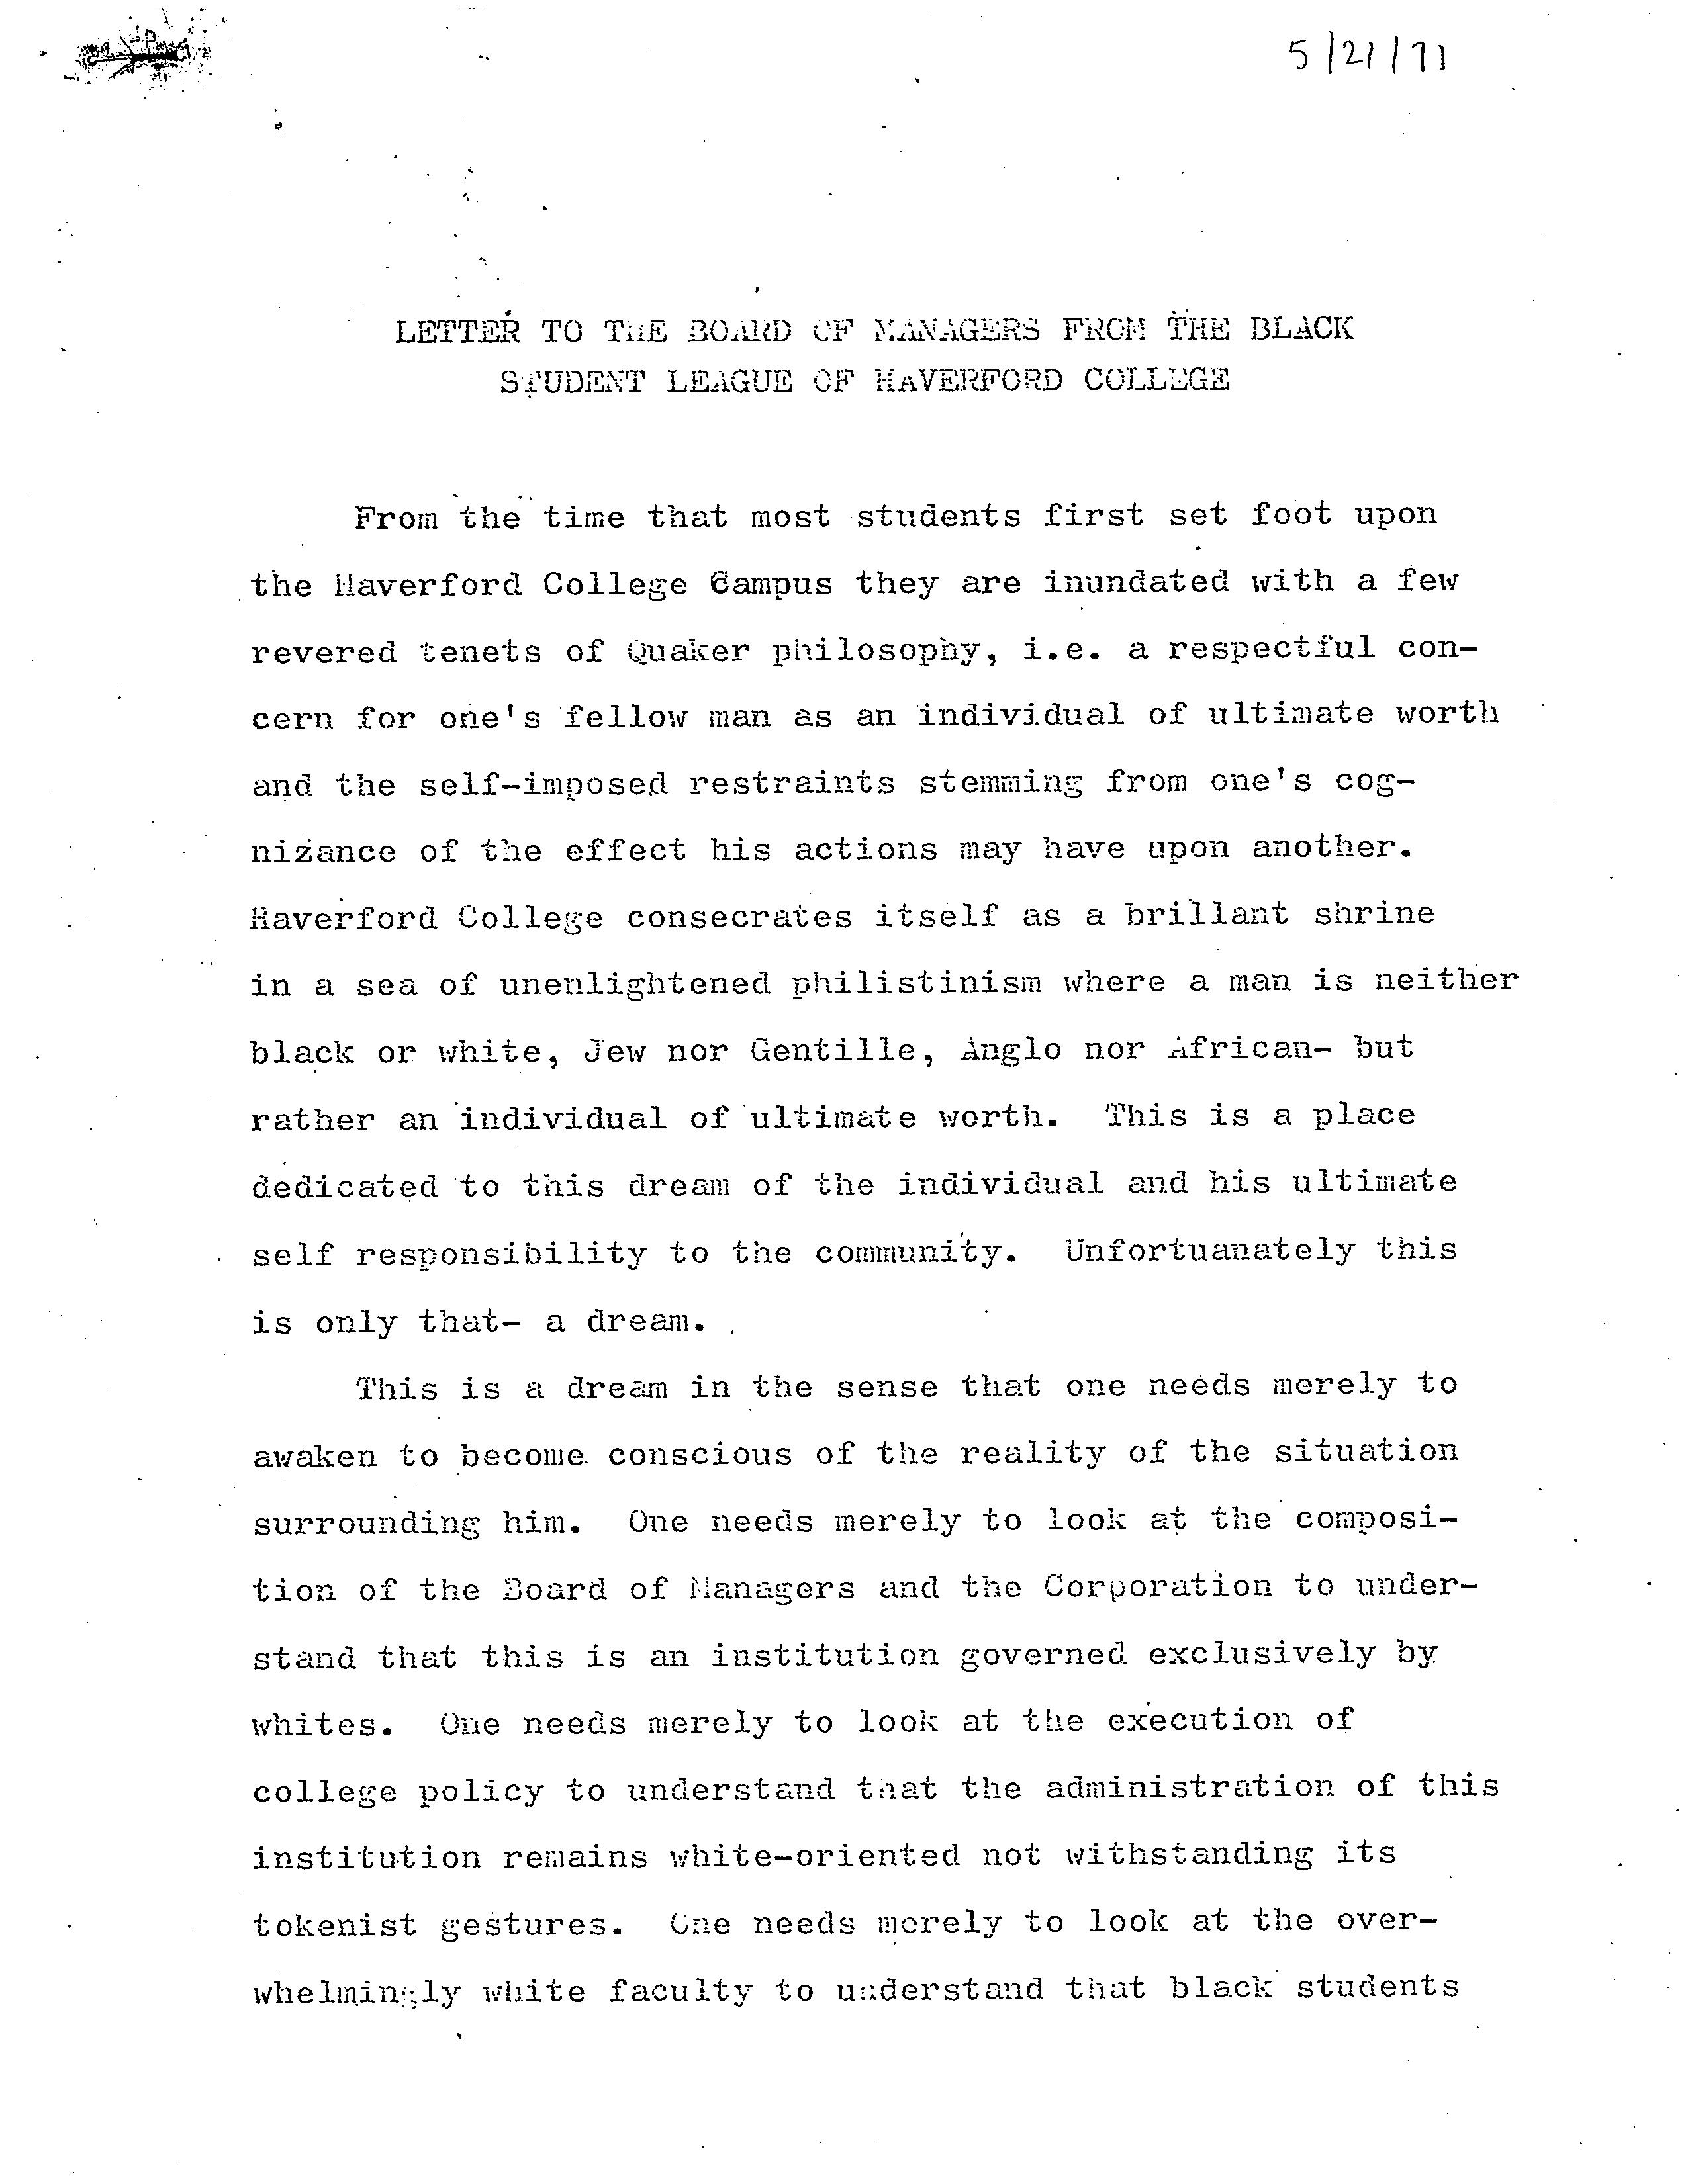 5/21/71
LETTER TO THE BOARD OF MANAGERS FROM THE BLACK
STUDENT LEAGUE OF HAVERFORD COLLEGE
From the time that most students first set foot upon
the Haverford College Campus they are inundated with a few
revered tenets of Quaker philosophy, i.e. a respectful con-
cern for one's fellow man as an individual of ultimate worth
and the self-imposed restraints stemming from one's cog-
nizance of the effect his actions may have upon another.
Haverford College consecrates itself as a brillant shrine
in a sea of unenlightened philistinism where a man is neither
black or white, Jew nor Gentille, Anglo nor African- but
rather an individual of ultimate worth. This is a place
dedicated to this dream of the individual and his ultimate
self responsibility to the community. Unfortuanately this
is only that- a dream.
This is a dream in the sense that one needs merely to
awaken to become conscious of the reality of the situation
surrounding him. One needs merely to look at the composi-
tion of the Board of Managers and the Corporation to under-
stand that this is an institution governed exclusively by
whites. One needs merely to look at the execution of
college policy to understand that the administration of this
institution remains white-oriented not withstanding its
tokenist gestures. One needs merely to look at the over-
whelmingly white faculty to understand that black students